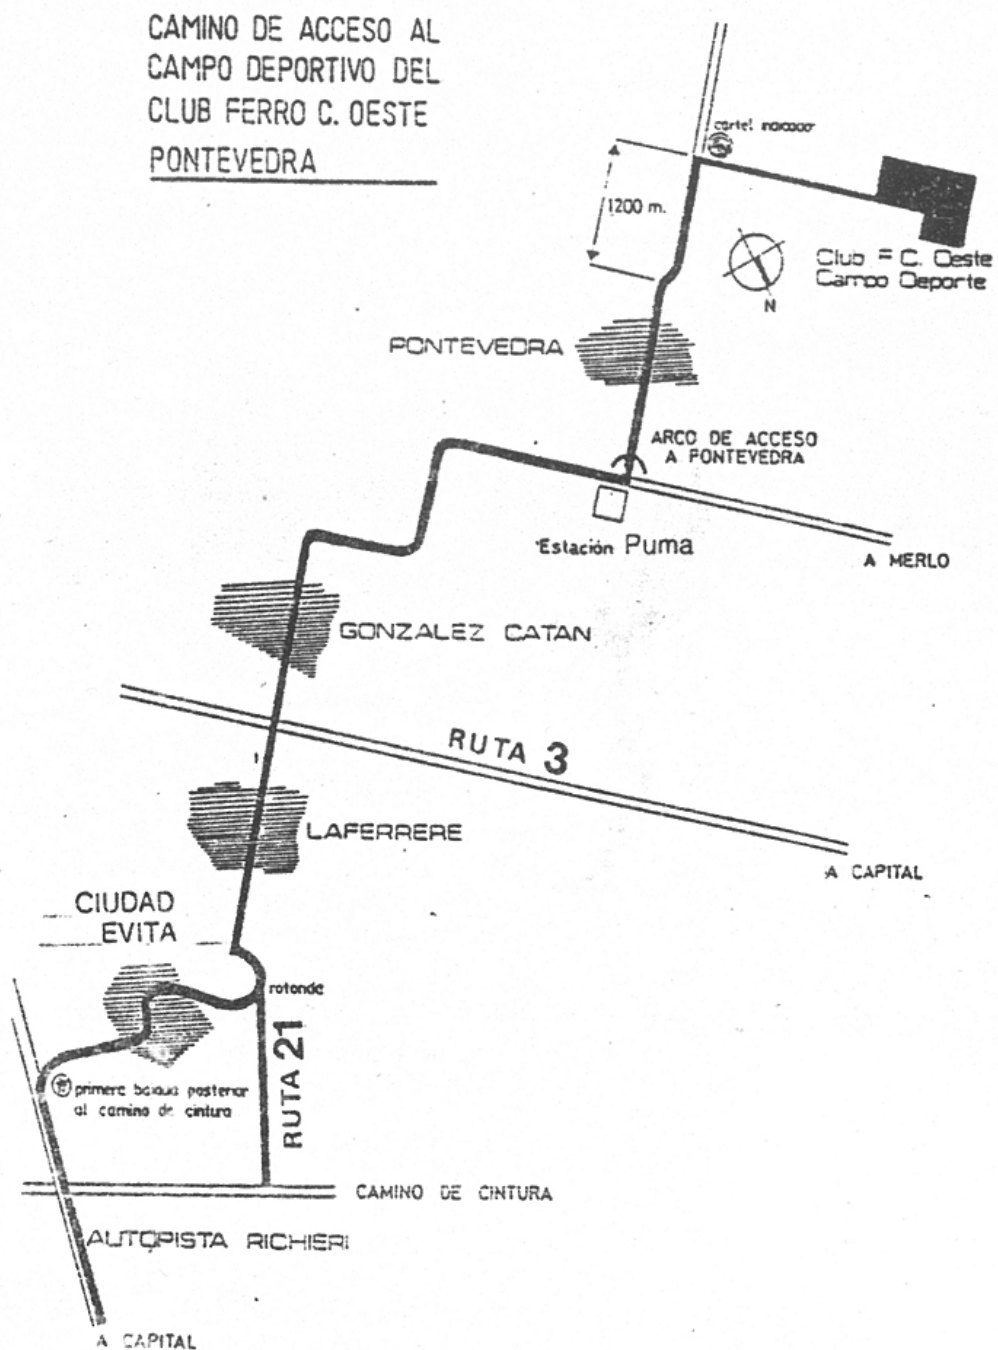 CAMINO DE ACCESO AL
CAMPO DEPORTIVO DEL
CLUB FERRO C. OESTE
PONTEVEDRA
cartel
1200 m.
Club = C. Oeste
Campo Deporte
N
PONTEVEDRA
ARCO DE ACCESO
A PONTEVEDRA
Estación Puma
A MERLO
GONZALEZ CATAN
RUTA 3
LAFERRERE
A CAPITAL
CIUDAD
EVITA
rotonde
RUTA 21
primera posterior
al camino de cintura
CAMINO DE CINTURA
AUTOPISTA RICHIERI
A CAPITAL